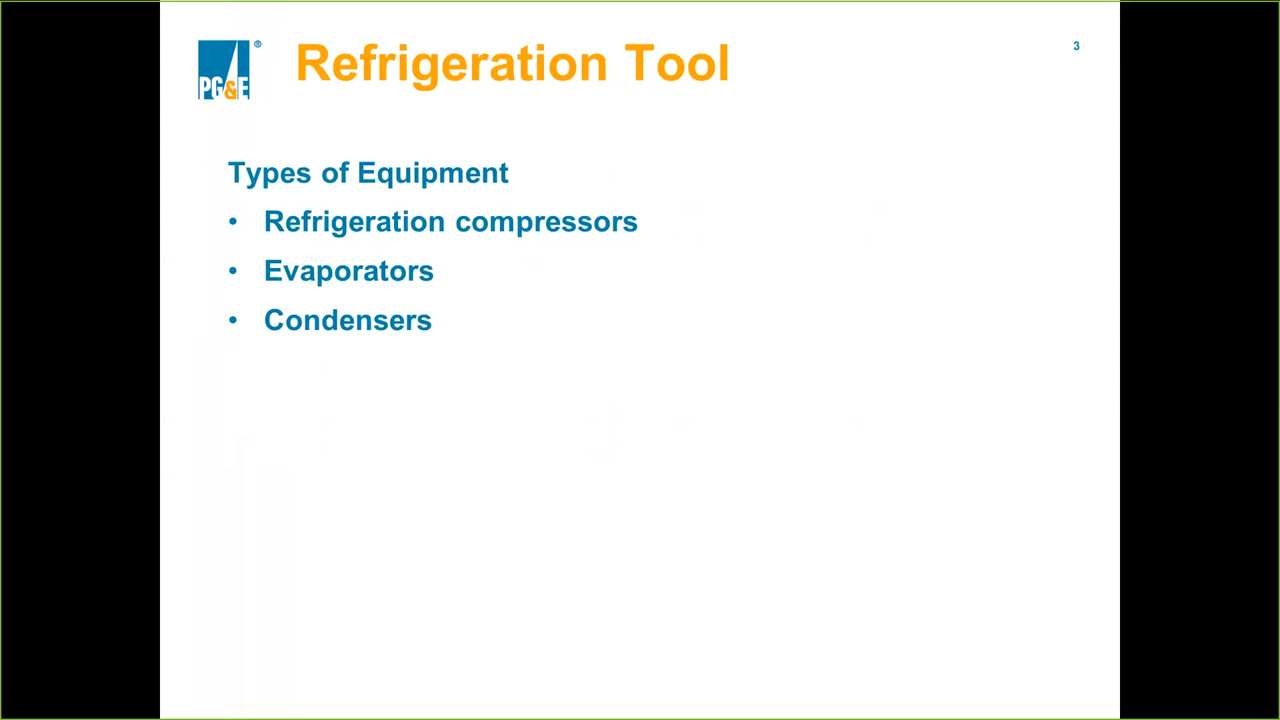 PG&E ®
Refrigeration Tool
3
Types of Equipment
• Refrigeration compressors
• Evaporators
• Condensers